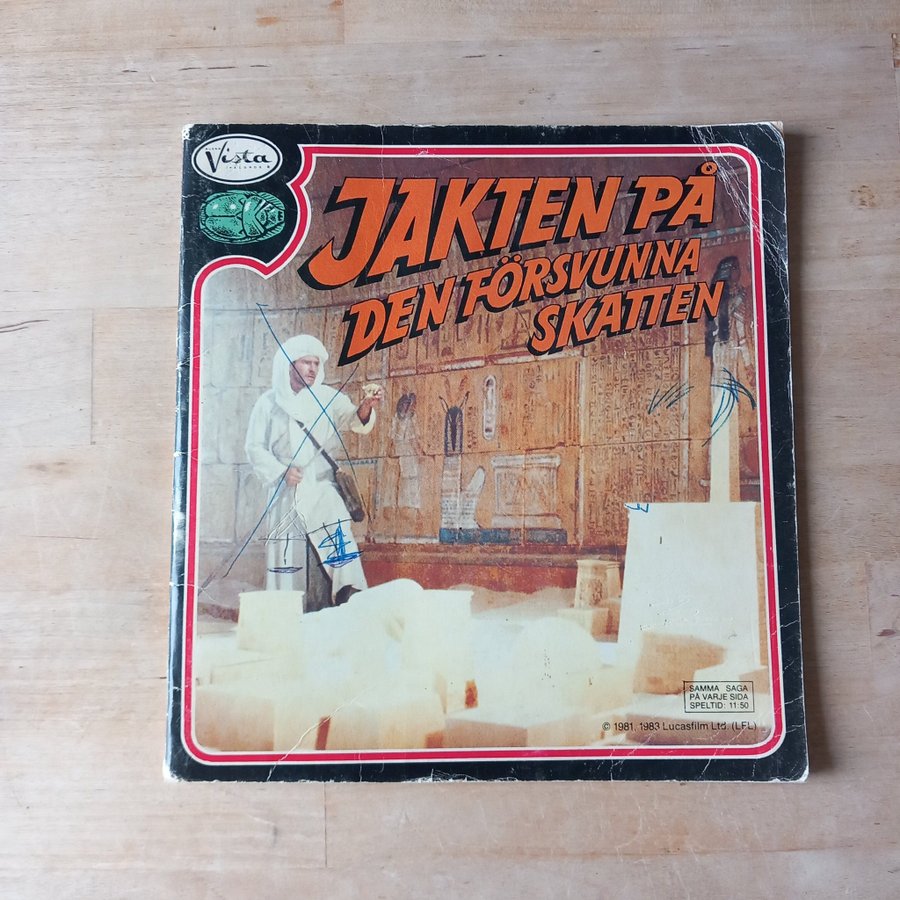 Vista
JAKTEN PÅ
DEN FÖRSVUNNA
SKATTEN
SAMMA SAGA
PÅ VARJE SIDA
SPELTID: 11:50
© 1981, 1983 Lucasfilm Ltd. (LFL)